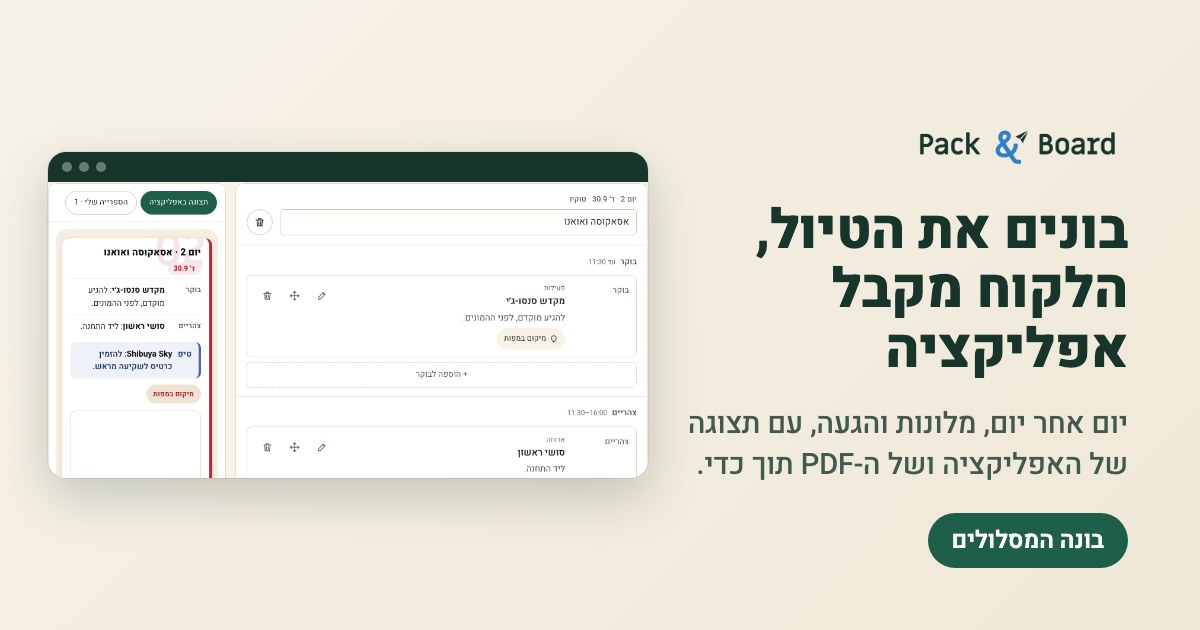 Pack & Board
בונים את הטיול,
הלקוח מקבל
אפליקציה
יום אחר יום, מלונות והגעה, עם תצוגה
של האפליקציה ושל ה-PDF תוך כדי.
בונה המסלולים
יום 2 · ד' 30.9 · טוקיו
אסאקוסה ואואנו
בוקר עד 11:30
בוקר
פעילות
מקדש סנסו-ג'י
להגיע מוקדם, לפני ההמונים.
מיקום במפות
+ הוספה לבוקר
צהריים 11:30–16:00
צהריים
ארוחה
סושי ראשון
ליד התחנה.
תצוגה באפליקציה
הספרייה שלי · 1
02
יום 2 · אסאקוסה ואואנו
ד' 30.9
בוקר
מקדש סנסו-ג'י: להגיע
מוקדם, לפני ההמונים.
צהריים
סושי ראשון: ליד התחנה.
טיפ
Shibuya Sky: להזמין
כרטיס לשקיעה מראש.
מיקום במפות